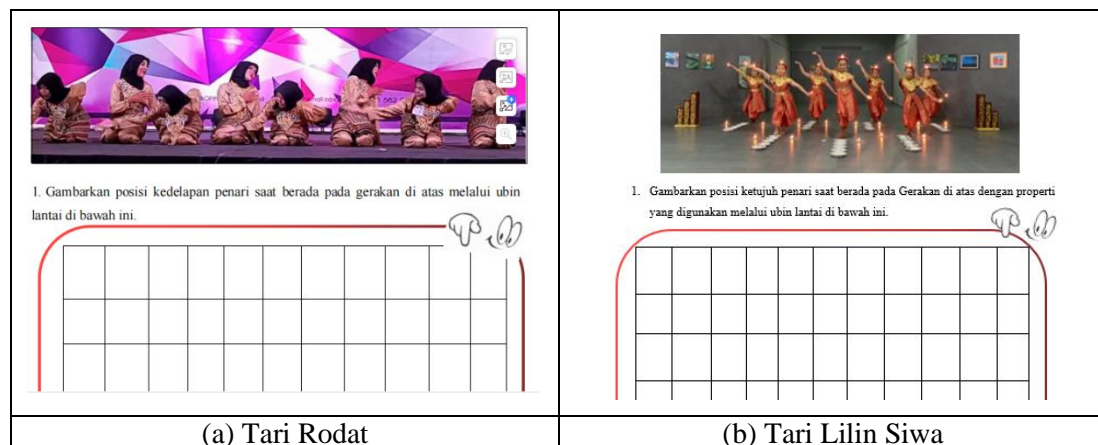 1. Gambarkan posisi kedelapan penari saat berada pada gerakan di atas melalui ubin
lantai di bawah ini.
(a) Tari Rodat
1. Gambarkan posisi ketujuh penari saat berada pada Gerakan di atas dengan properti
yang digunakan melalui ubin lantai di bawah ini.
(b) Tari Lilin Siwa